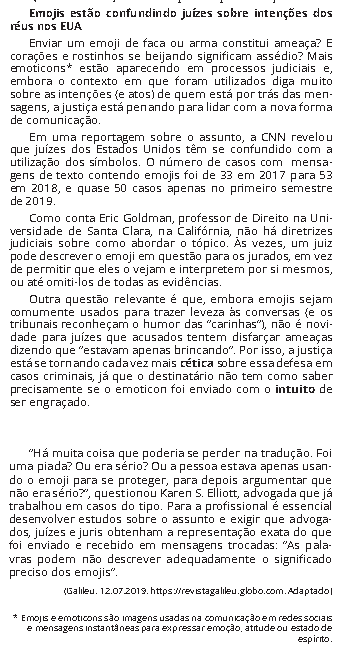 Emojis estão confundindo juízes sobre intenções dos
réus nos EUA
Enviar um emoji de faca ou arma constitui ameaça? E
corações e rostinhos se beijando significam assédio? Mais
emoticons* estão aparecendo em processos judiciais e,
embora o contexto em que foram utilizados diga muito
sobre as intenções (e atos) de quem está por trás das men-
sagens, a justiça está penando para lidar com a nova forma
de comunicação.
Em uma reportagem sobre o assunto, a CNN revelou
que juízes dos Estados Unidos têm se confundido com a
utilização dos símbolos. O número de casos com mensa-
gens de texto contendo emojis foi de 33 em 2017 para 53
em 2018, e quase 50 casos apenas no primeiro semestre
de 2019.
Como conta Eric Goldman, professor de Direito na Uni-
versidade de Santa Clara, na Califórnia, não há diretrizes
judiciais sobre como abordar o tópico. Às vezes, um juiz
pode descrever o emoji em questão para os jurados, em vez
de permitir que eles o vejam e interpretem por si mesmos,
ou até omiti-los de todas as evidências.
Outra questão relevante é que, embora emojis sejam
comumente usados para trazer leveza às conversas (e os
tribunais reconheçam o humor das “carinhas”), não é novi-
dade para juízes que acusados tentem disfarçar ameaças
dizendo que “estavam apenas brincando”. Por isso, a justiça
está se tornando cada vez mais cética sobre essa defesa em
casos criminais, já que o destinatário não tem como saber
precisamente se o emoticon foi enviado com o intuito de
ser engraçado.
“Há muita coisa que poderia se perder na tradução. Foi
uma piada? Ou era sério? Ou a pessoa estava apenas usan-
do o emoji para se proteger, para depois argumentar que
não era sério?”, questionou Karen S. Elliott, advogada que já
trabalhou em casos do tipo. Para a profissional é essencial
desenvolver estudos sobre o assunto e exigir que advoga-
dos, juízes e juris obtenham a representação exata do que
foi enviado e recebido em mensagens trocadas: “As pala-
vras podem não descrever adequadamente o significado
preciso dos emojis”.
(Galileu. 12.07.2019. https://revistagalileu.globo.com. Adaptado)
* Emojis e emoticons são imagens usadas na comunicação em redes sociais
e mensagens instantâneas para expressar emoção, atitude ou estado de
espírito.